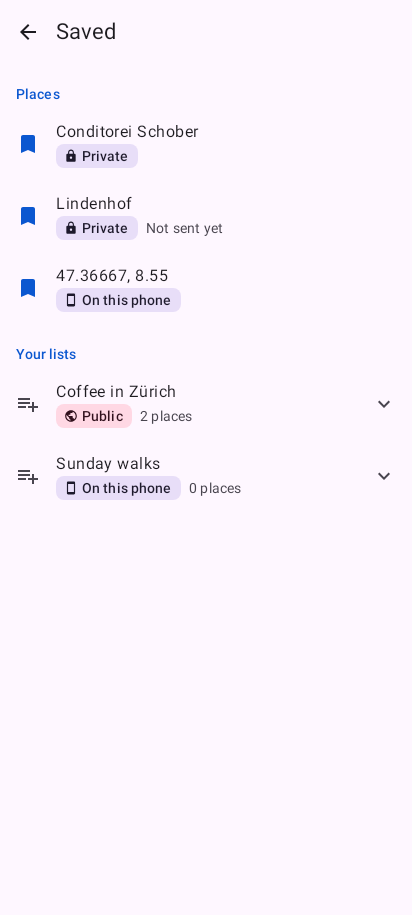 Saved
Places
Conditorei Schober
Private
Lindenhof
Private Not sent yet
47.36667, 8.55
On this phone
Your lists
Coffee in Zürich
Public 2 places
Sunday walks
On this phone 0 places